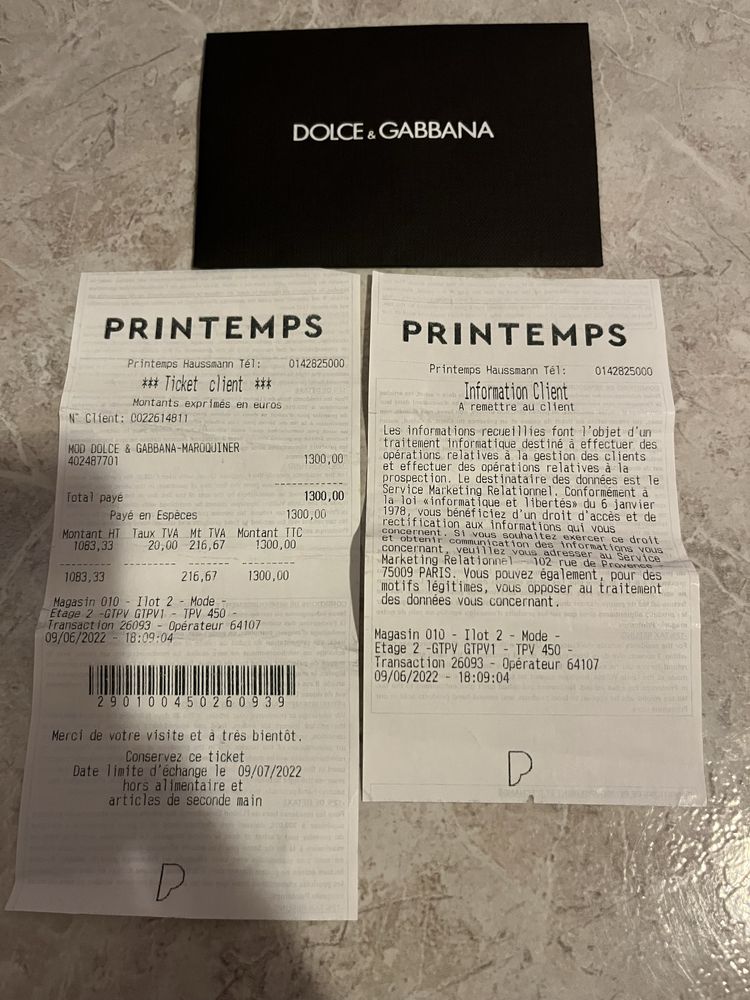 DOLCE & GABBANA
PRINTEMPS
Printemps Haussmann Tél: 0142825000
*** Ticket client ***
Montants exprimés en euros
N° Client: 0022614811
MOD DOLCE & GABBANA-MAROQUINER
402487701 1300,00
Total payé 1300,00
Payé en Espèces 1300,00
Montant HT Taux TVA Mt TVA Montant TTC
1083,33 20,00 216,67 1300,00
1083,33 216,67 1300,00
Magasin 010 - Ilot 2 - Mode -
Etage 2 -GTPV GTPV1 - TPV 450 -
Transaction 26093 - Opérateur 64107
09/06/2022 - 18:09:04
290100450260939
Merci de votre visite et à très bientôt.
Conservez ce ticket
Date limite d'échange le 09/07/2022
hors alimentaire et
articles de seconde main
PRINTEMPS
Printemps Haussmann Tél: 0142825000
Information Client
A remettre au client
Les informations recueillies font l'objet d'un
traitement informatique destiné à effectuer des
opérations relatives à la gestion des clients
et effectuer des opérations relatives à la
prospection. Le destinataire des données est le
Service Marketing Relationnel. Conformément à
la loi «informatique et libertés» du 6 janvier
1978, vous bénéficiez d'un droit d'accès et de
rectification aux informations qui vous
concernent. Si vous souhaitez exercer ce droit
et obtenir communication des informations vous
concernant, veuillez vous adresser au Service
Marketing Relationnel - 102 rue de Provence
75009 PARIS. Vous pouvez également, pour des
motifs légitimes, vous opposer au traitement
des données vous concernant.
Magasin 010 - Ilot 2 - Mode -
Etage 2 -GTPV GTPV1 - TPV 450 -
Transaction 26093 - Opérateur 64107
09/06/2022 - 18:09:04